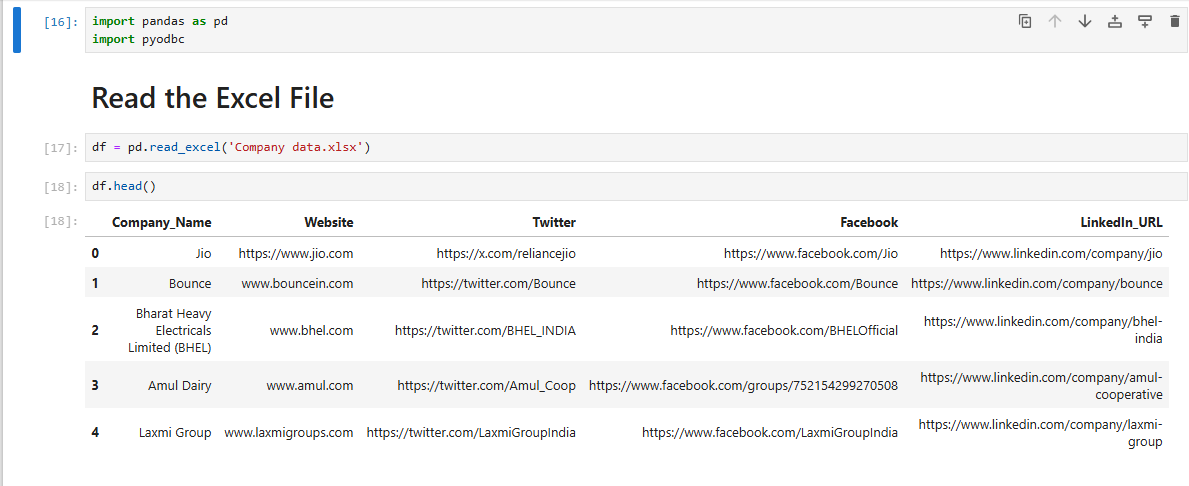 [16]: import pandas as pd
import pyodbc
Read the Excel File
[17]: df = pd.read_excel('Company data.xlsx')
[18]: df.head()
[18]: Company_Name Website Twitter Facebook LinkedIn_URL
0 Jio https://www.jio.com https://x.com/reliancejio https://www.facebook.com/Jio https://www.linkedin.com/company/jio
1 Bounce www.bouncein.com https://twitter.com/Bounce https://www.facebook.com/Bounce https://www.linkedin.com/company/bounce
2 Bharat Heavy
Electricals
Limited (BHEL) www.bhel.com https://twitter.com/BHEL_INDIA https://www.facebook.com/BHELOfficial https://www.linkedin.com/company/bhel-
india
3 Amul Dairy www.amul.com https://twitter.com/Amul_Coop https://www.facebook.com/groups/752154299270508 https://www.linkedin.com/company/amul-
cooperative
4 Laxmi Group www.laxmigroups.com https://twitter.com/LaxmiGroupIndia https://www.facebook.com/LaxmiGroupIndia https://www.linkedin.com/company/laxmi-
group